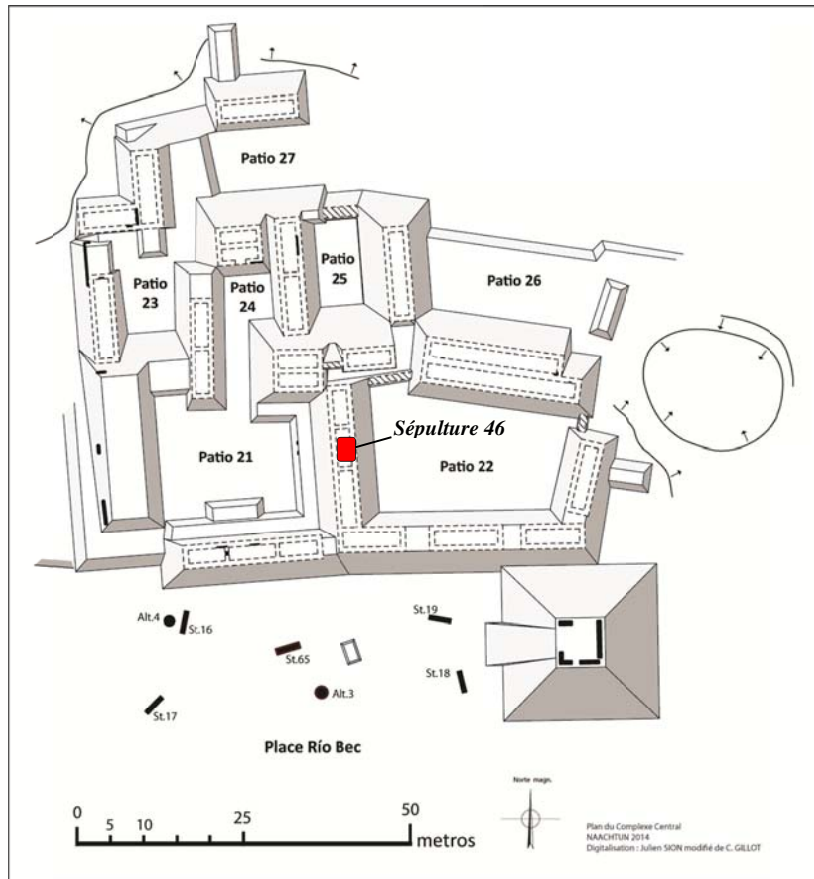 Patio 27
Patio
23
Patio
24
Patio
25
Patio 26
Sépulture 46
Patio 21
Patio 22
Alt.4
St.16
St.19
St.65
St.18
Alt.3
St.17
Place Río Bec
0
5
10
25
50
metros
Norte magn.
Plan du Complexe Central
NAACHTUN 2014
Digitalisation : Julien SION modifié de C. GILLOT